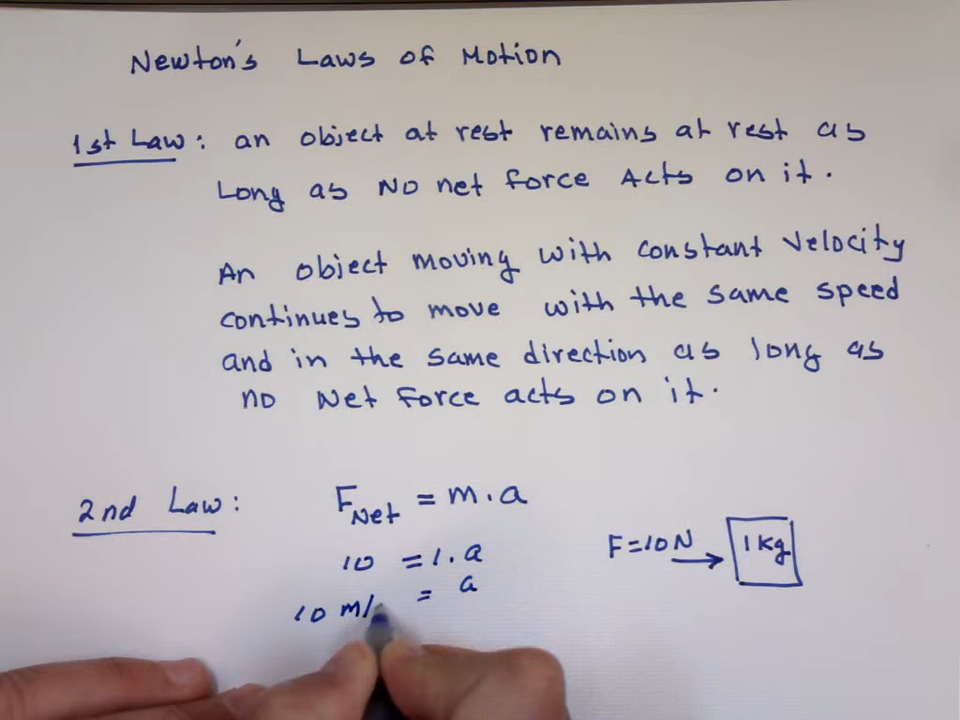 Newton's Laws of Motion
1st Law: an object at rest remains at rest as
Long as No net force Acts on it.
An object moving with constant Velocity
continues to move with the same speed
and in the same direction as long as
no Net Force acts on it.
2nd Law: FNet = m.a
10 = 1.a
10 m/ = a
F=10N 1kg